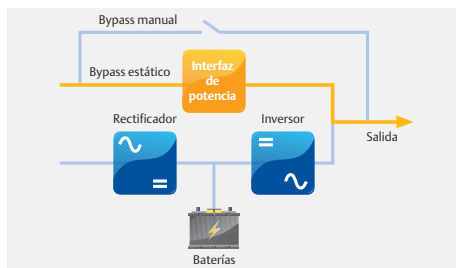 Bypass manual
Bypass estático
Interfaz
de
potencia
Rectificador
Inversor
Salida
Baterías